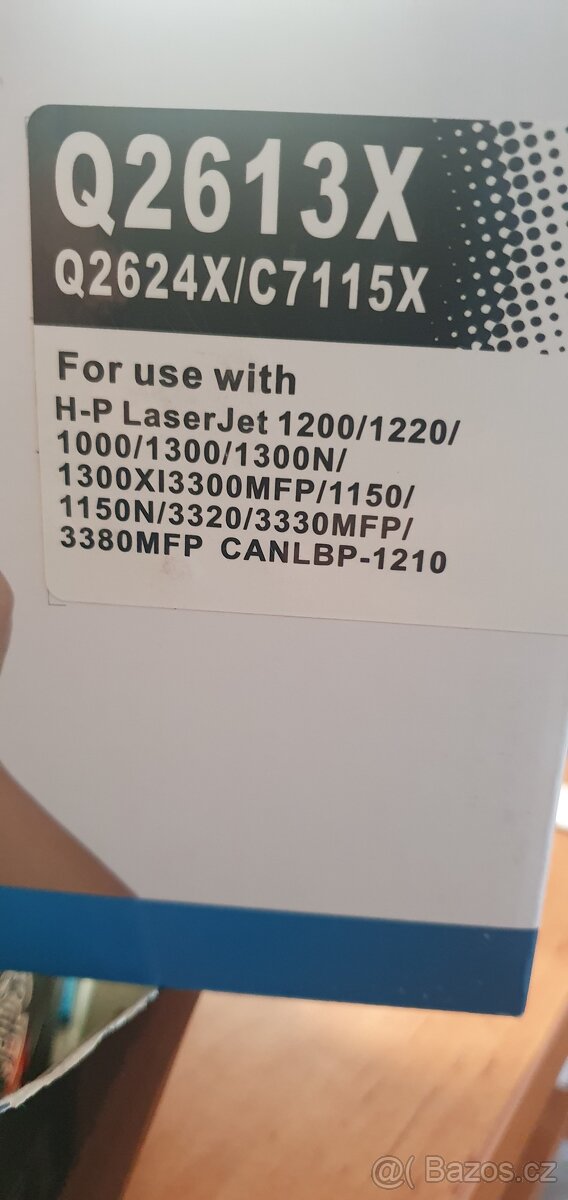 Q2613X
Q2624X/C7115X
For use with
H-P LaserJet 1200/1220/
1000/1300/1300N/
1300XI3300MFP/1150/
1150N/3320/3330MFP/
3380MFP CANLBP-1210
@( Bazos.cz